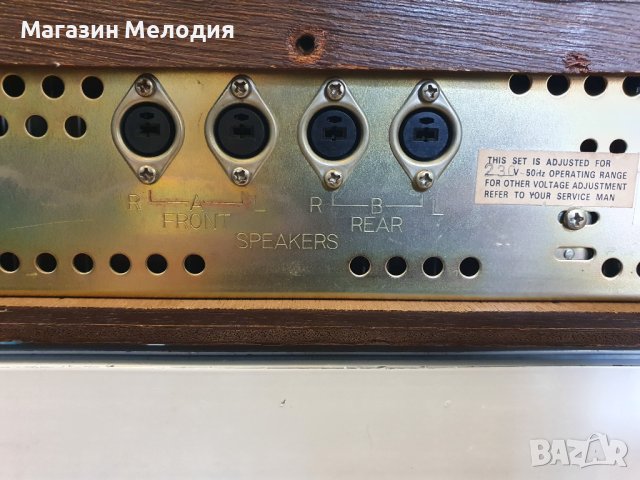 Магазин Мелодия
THIS SET IS ADJUSTED FOR
230V-50Hz OPERATING RANGE
FOR OTHER VOLTAGE ADJUSTMENT
REFER TO YOUR SERVICE MAN
R A L R B L
FRONT REAR
SPEAKERS
BAZAR